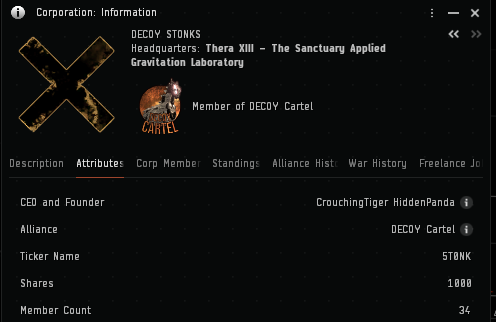 Corporation: Information
DECOY STONKS
Headquarters: Thera XIII - The Sanctuary Applied
Gravitation Laboratory
CARTEL
Member of DECOY Cartel
Description Attributes Corp Member Standings Alliance Hist War History Freelance Jo
CEO and Founder CrouchingTiger HiddenPanda
Alliance DECOY Cartel
Ticker Name 5T0NK
Shares 1000
Member Count 34